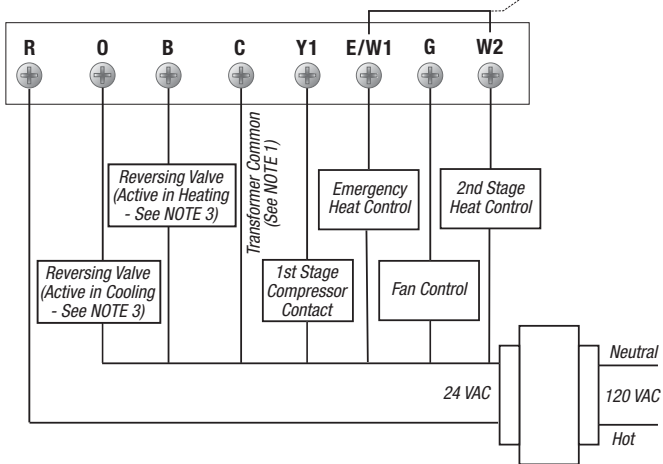 R O B C Y1 E/W1 G W2
Reversing Valve
(Active in Heating
- See NOTE 3)
Transformer Common
(See NOTE 1)
Emergency
Heat Control
2nd Stage
Heat Control
Reversing Valve
(Active in Cooling
- See NOTE 3)
1st Stage
Compressor
Contact
Fan Control
Neutral
24 VAC
120 VAC
Hot